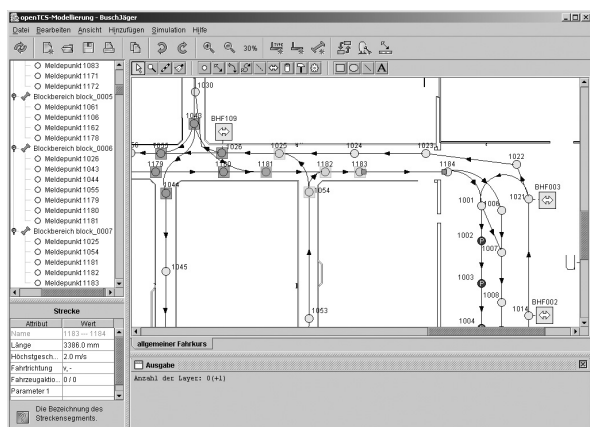 openTCS-Modellierung - BuschJäger
Datei Bearbeiten Ansicht Hinzufügen Simulation Hilfe
30%
Meldepunkt 1083
Meldepunkt 1171
Meldepunkt 1172
Blockbereich block_0005
Meldepunkt 1061
Meldepunkt 1106
Meldepunkt 1162
Meldepunkt 1178
Blockbereich block_0006
Meldepunkt 1026
Meldepunkt 1043
Meldepunkt 1044
Meldepunkt 1055
Meldepunkt 1179
Meldepunkt 1180
Meldepunkt 1181
Blockbereich block_0007
Meldepunkt 1025
Meldepunkt 1054
Meldepunkt 1181
Meldepunkt 1182
Meldepunkt 1183
Strecke
Attribut Wert
Name 1183 --- 1184
Länge 3386.0 mm
Höchstgesch... 2.0 m/s
Fahrtrichtung v, -
Fahrzeugaktio... 0 / 0
Parameter 1
Die Bezeichnung des
Streckensegments.
A
1030
1043
BHF109
56
1055
1026
1025
1024
1023
1022
1179
1180
1181
1182
1183
1184
1044
1054
1001
1006
1021
BHF003
1002
P
1007
1045
1003
P
1008
1053
1004
1014
BHF002
allgemeiner Fahrkurs
Ausgabe
Anzahl der Layer: 0(+1)